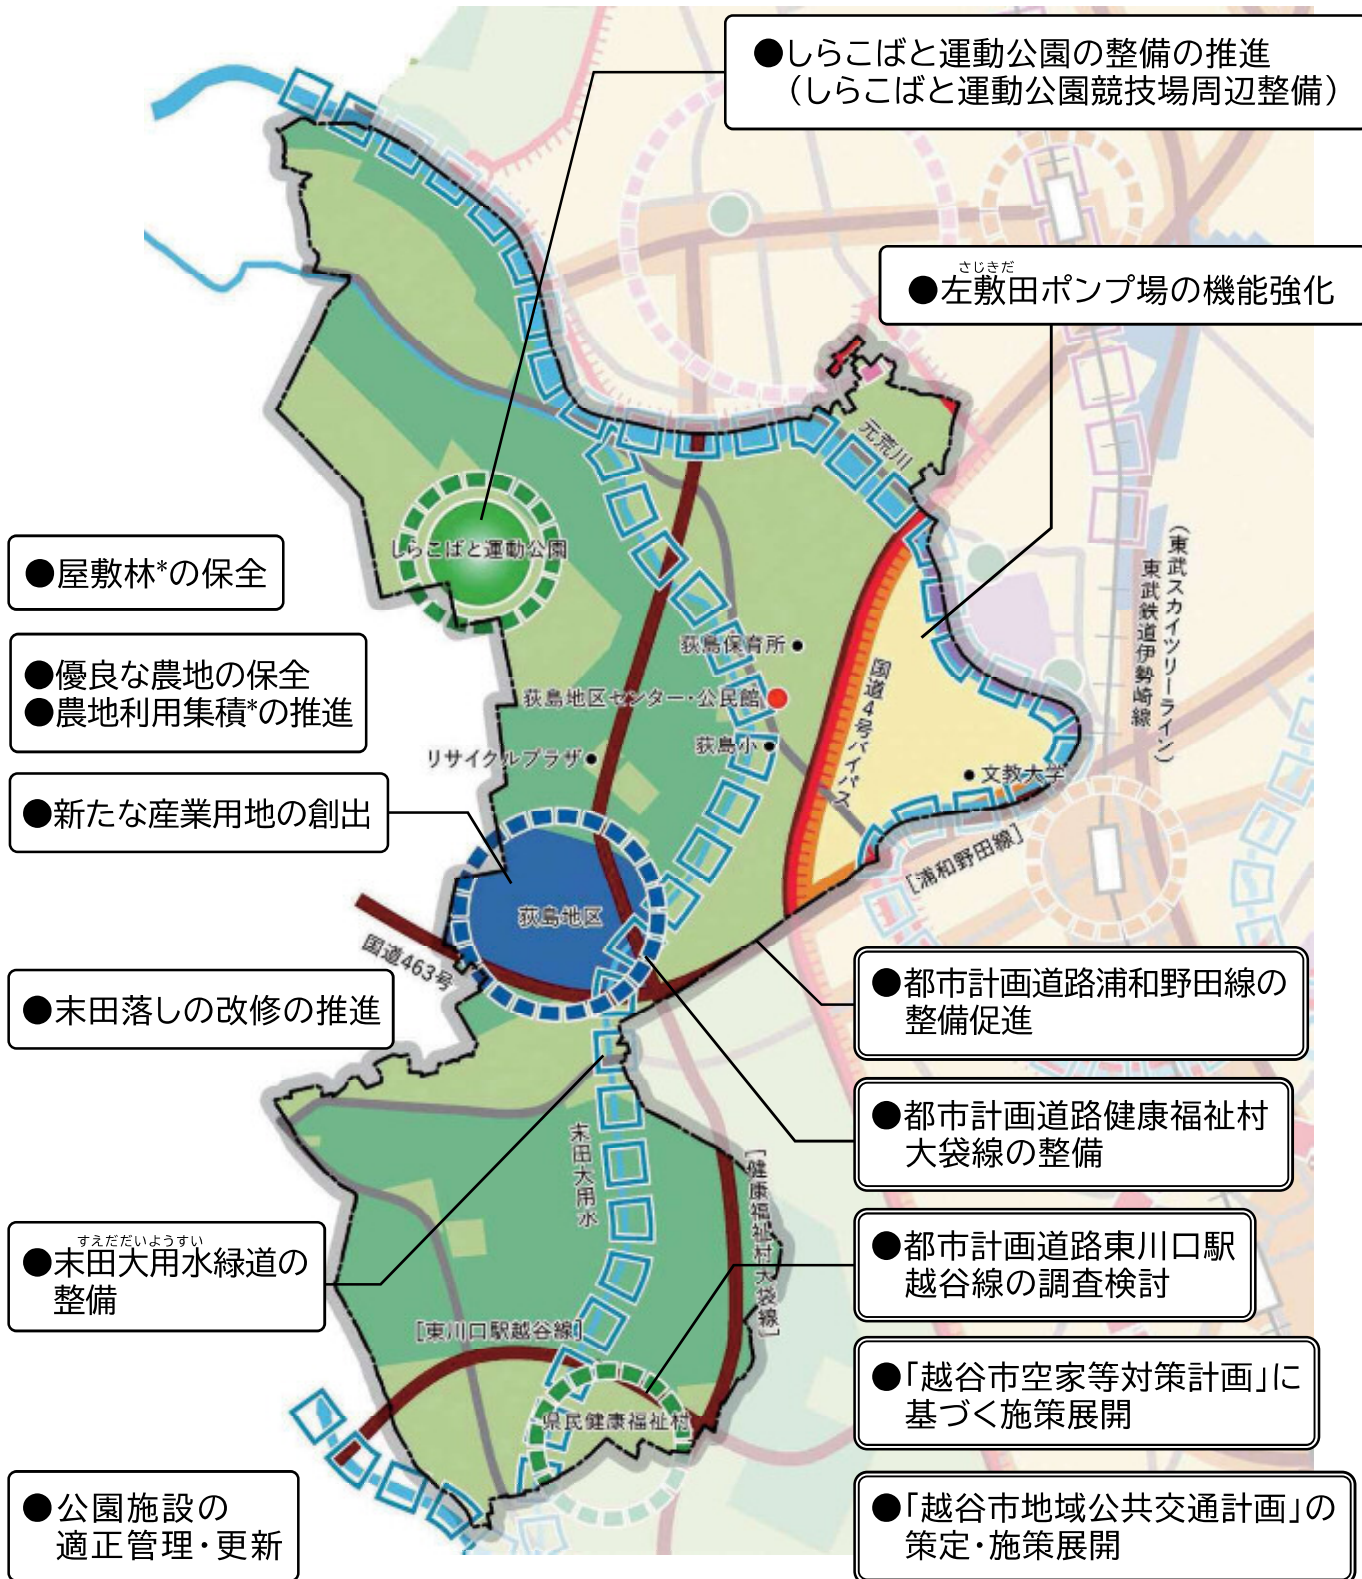 ●しらこばと運動公園の整備の推進
（しらこばと運動公園競技場周辺整備）
さじきだ
●左敷田ポンプ場の機能強化
元荒川
（東武スカイツリーライン）
東武鉄道伊勢崎線
しらこばと運動公園
●屋敷林*の保全
●優良な農地の保全
●農地利用集積*の推進
荻島保育所
国道4号バイパス
荻島地区センター・公民館
荻島小
リサイクルプラザ
文教大学
●新たな産業用地の創出
[浦和野田線]
荻島地区
国道463号
●末田落しの改修の推進
●都市計画道路浦和野田線の
整備促進
●都市計画道路健康福祉村
大袋線の整備
末田大用水
[健康福祉村大袋線]
●都市計画道路東川口駅
越谷線の調査検討
すえだだいようすい
●末田大用水緑道の
整備
[東川口駅越谷線]
●「越谷市空家等対策計画」に
基づく施策展開
県民健康福祉村
●公園施設の
適正管理・更新
●「越谷市地域公共交通計画」の
策定・施策展開